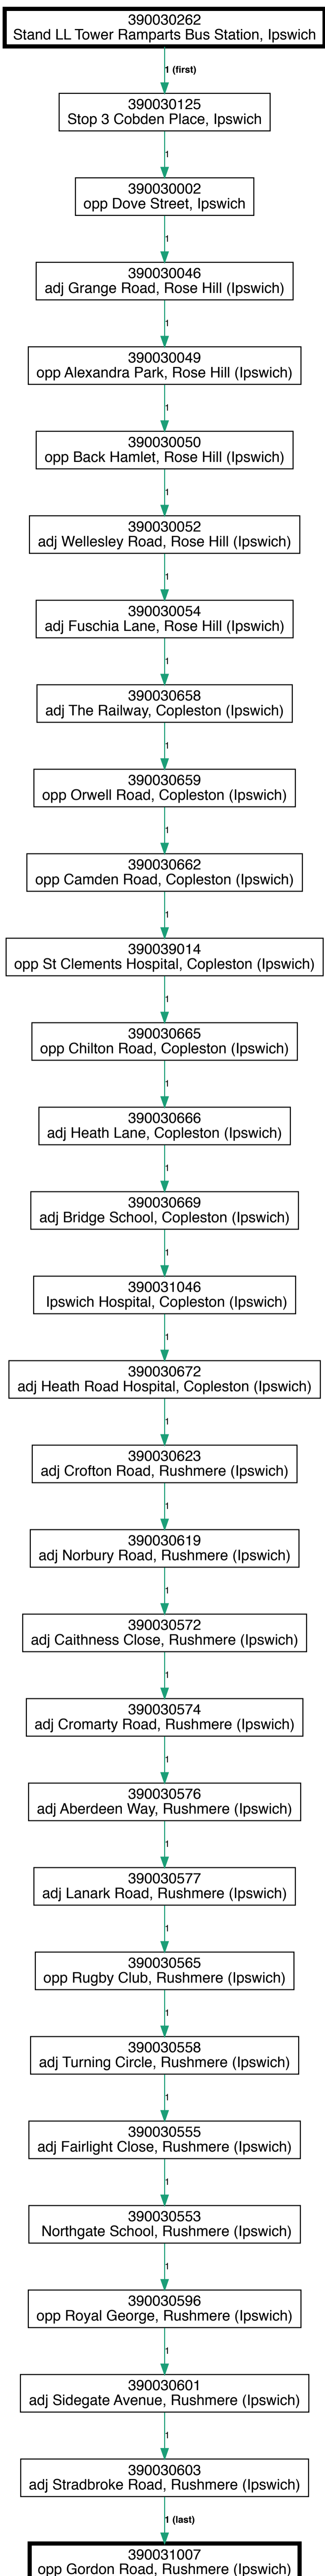 390030262
Stand LL Tower Ramparts Bus Station, Ipswich
1 (first)
390030125
Stop 3 Cobden Place, Ipswich
1
390030002
opp Dove Street, Ipswich
1
390030046
adj Grange Road, Rose Hill (Ipswich)
1
390030049
opp Alexandra Park, Rose Hill (Ipswich)
1
390030050
opp Back Hamlet, Rose Hill (Ipswich)
1
390030052
adj Wellesley Road, Rose Hill (Ipswich)
1
390030054
adj Fuschia Lane, Rose Hill (Ipswich)
1
390030658
adj The Railway, Copleston (Ipswich)
1
390030659
opp Orwell Road, Copleston (Ipswich)
1
390030662
opp Camden Road, Copleston (Ipswich)
1
390039014
opp St Clements Hospital, Copleston (Ipswich)
1
390030665
opp Chilton Road, Copleston (Ipswich)
1
390030666
adj Heath Lane, Copleston (Ipswich)
1
390030669
adj Bridge School, Copleston (Ipswich)
1
390031046
Ipswich Hospital, Copleston (Ipswich)
1
390030672
adj Heath Road Hospital, Copleston (Ipswich)
1
390030623
adj Crofton Road, Rushmere (Ipswich)
1
390030619
adj Norbury Road, Rushmere (Ipswich)
1
390030572
adj Caithness Close, Rushmere (Ipswich)
1
390030574
adj Cromarty Road, Rushmere (Ipswich)
1
390030576
adj Aberdeen Way, Rushmere (Ipswich)
1
390030577
adj Lanark Road, Rushmere (Ipswich)
1
390030565
opp Rugby Club, Rushmere (Ipswich)
1
390030558
adj Turning Circle, Rushmere (Ipswich)
1
390030555
adj Fairlight Close, Rushmere (Ipswich)
1
390030553
Northgate School, Rushmere (Ipswich)
1
390030596
opp Royal George, Rushmere (Ipswich)
1
390030601
adj Sidegate Avenue, Rushmere (Ipswich)
1
390030603
adj Stradbroke Road, Rushmere (Ipswich)
1 (last)
390031007
opp Gordon Road, Rushmere (Ipswich)